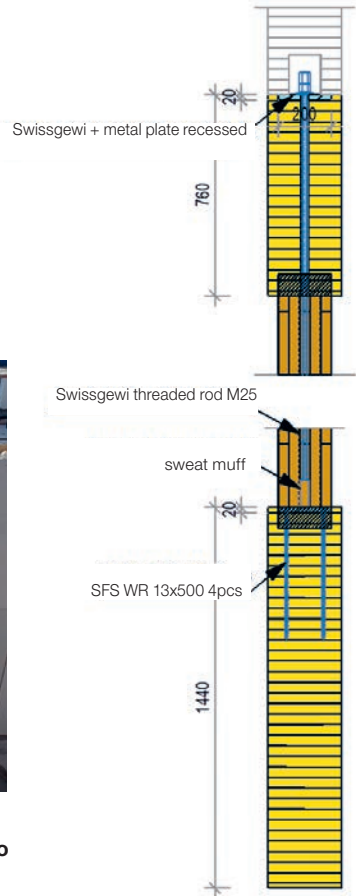 20
Swissgewi + metal plate recessed
200
760
Swissgewi threaded rod M25
sweat muff
20
SFS WR 13x500 4pcs
1440
o